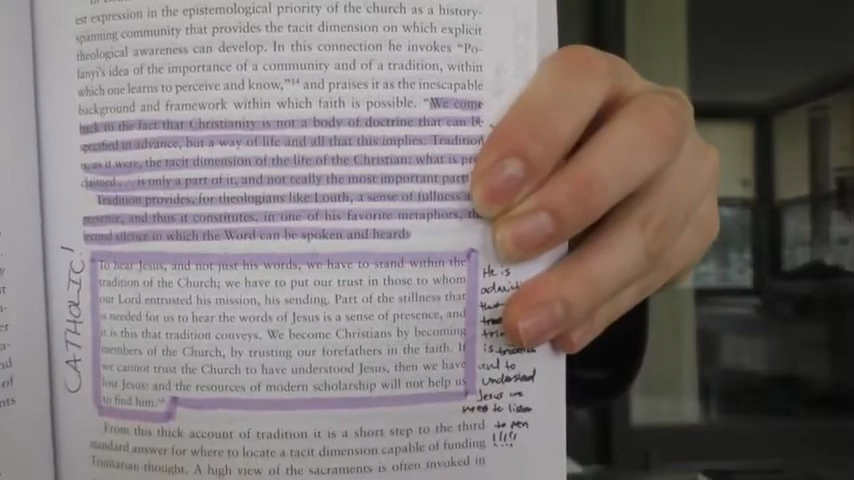 est expression in the epistemological priority of the church as a history-
spanning community that provides the tacit dimension on which explicit
theological awareness can develop. In this connection he invokes “Po-
lanyi’s idea of the importance of a community and of a tradition, within
which one learns to perceive and know,”¹⁴ and praises it as the inescapable
background and framework within which faith is possible. “We come
back to the fact that Christianity is not a body of doctrine that can be
specified in advance, but a way of life and all that this implies. Tradition
is, as it were, the tacit dimension of the life of the Christian: what is pro
claimed . . . is only a part of it, and not really the most important part
Tradition provides, for theologians like Louth, a sense of fullness a
presence, and thus it constitutes, in one of his favorite metaphors, the
second silence in which the Word can be spoken and heard:
To hear Jesus, and not just his words, we have to stand within the
tradition of the Church; we have to put our trust in those to whom
our Lord entrusted his mission, his sending. Part of the stillness that
is needed for us to hear the words of Jesus is a sense of presence, and
it is this that tradition conveys. We become Christians by becoming
members of the Church, by trusting our forefathers in the faith. If
we cannot trust the Church to have understood Jesus, then we have
lost Jesus: and the resources of modern scholarship will not help us
to find him.
From this thick account of tradition it is a short step to the third
standard answer for where to locate a tacit dimension capable of funding
Trinitarian thought. A high view of the sacraments is often invoked in
CATHOLIC!
He is
is
to
understand
Jesus we
need to listen
to men
!!!!